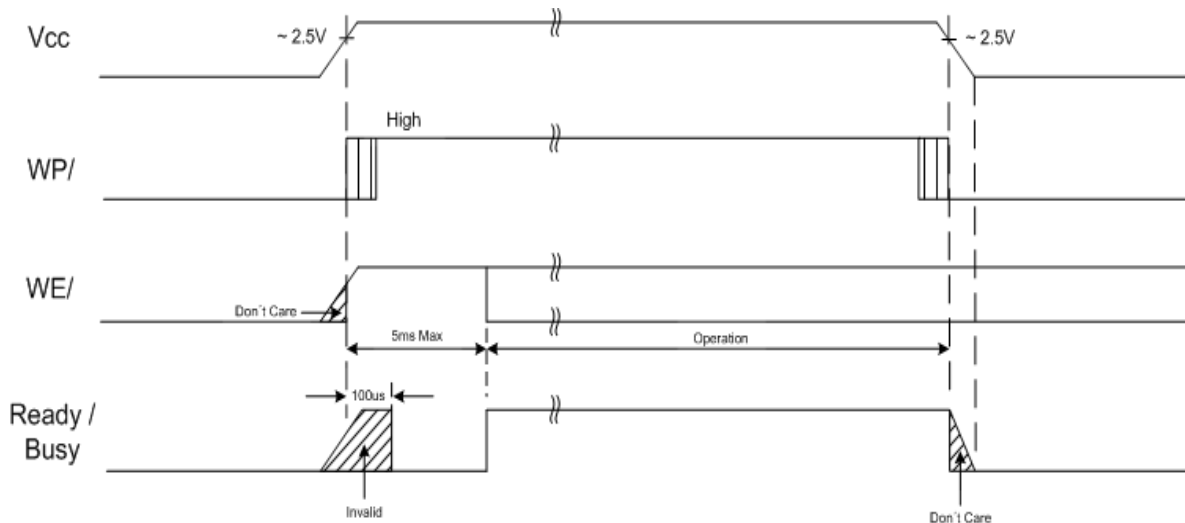 Vcc
~ 2.5V
~ 2.5V
High
WP/
WE/
Don´t Care
5ms Max
Operation
100us
Ready /
Busy
Invalid
Don´t Care